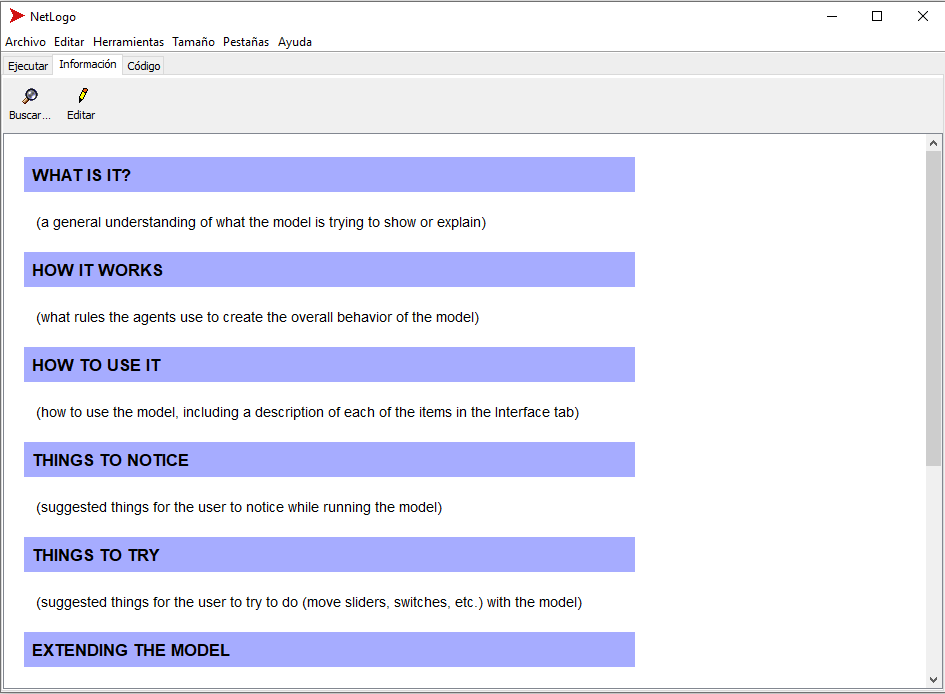 NetLogo
Archivo Editar Herramientas Tamaño Pestañas Ayuda
Ejecutar Información Código
Buscar... Editar
WHAT IS IT?
(a general understanding of what the model is trying to show or explain)
HOW IT WORKS
(what rules the agents use to create the overall behavior of the model)
HOW TO USE IT
(how to use the model, including a description of each of the items in the Interface tab)
THINGS TO NOTICE
(suggested things for the user to notice while running the model)
THINGS TO TRY
(suggested things for the user to try to do (move sliders, switches, etc.) with the model)
EXTENDING THE MODEL